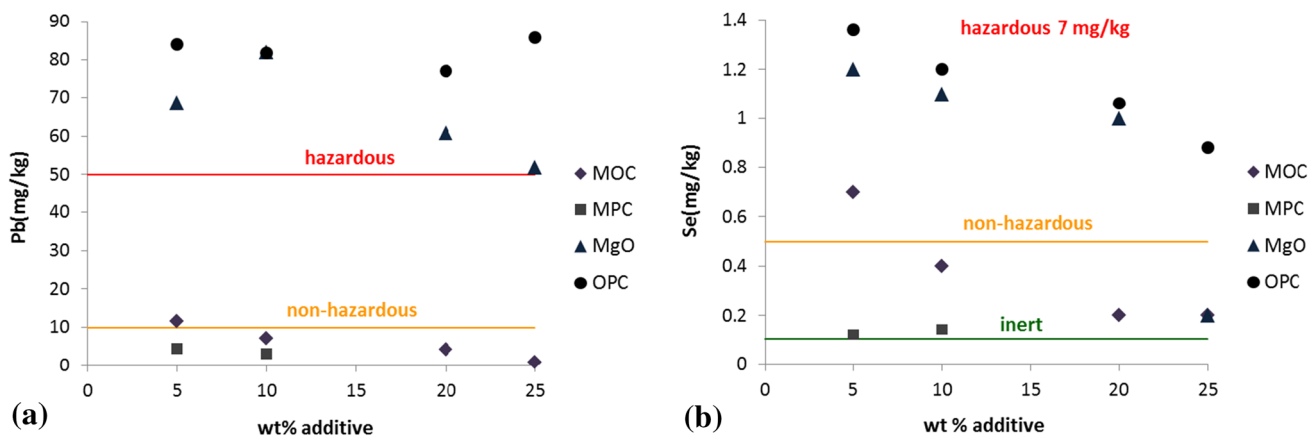 90
80
70
60
50
40
30
20
10
0
Pb(mg/kg)
hazardous
non-hazardous
0 5 10 15 20 25
wt% additive
MOC
MPC
MgO
OPC
(a)
1.4
1.2
1
0.8
0.6
0.4
0.2
0
Se(mg/kg)
hazardous 7 mg/kg
non-hazardous
inert
0 5 10 15 20 25
wt % additive
MOC
MPC
MgO
OPC
(b)